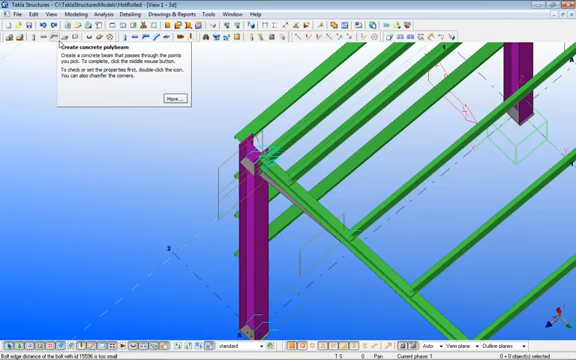 Tekla Structures - C:\TeklaStructuresModels\HotRolled - [View 1 - 3d]
File Edit View Modeling Analysis Detailing Drawings & Reports Tools Window Help
Create concrete polybeam
Create a concrete beam that passes through the points
you pick. To complete, click the middle mouse button.
To check or set the properties first, double-click the icon.
You can also chamfer the corners.
More...
1
Z
2
standard
Auto
View plane
Outline planes
Bolt edge distance of the bolt with id 15596 is too small
T S
0
Pan
Current phase: 1
0 + 0 object(s) selected